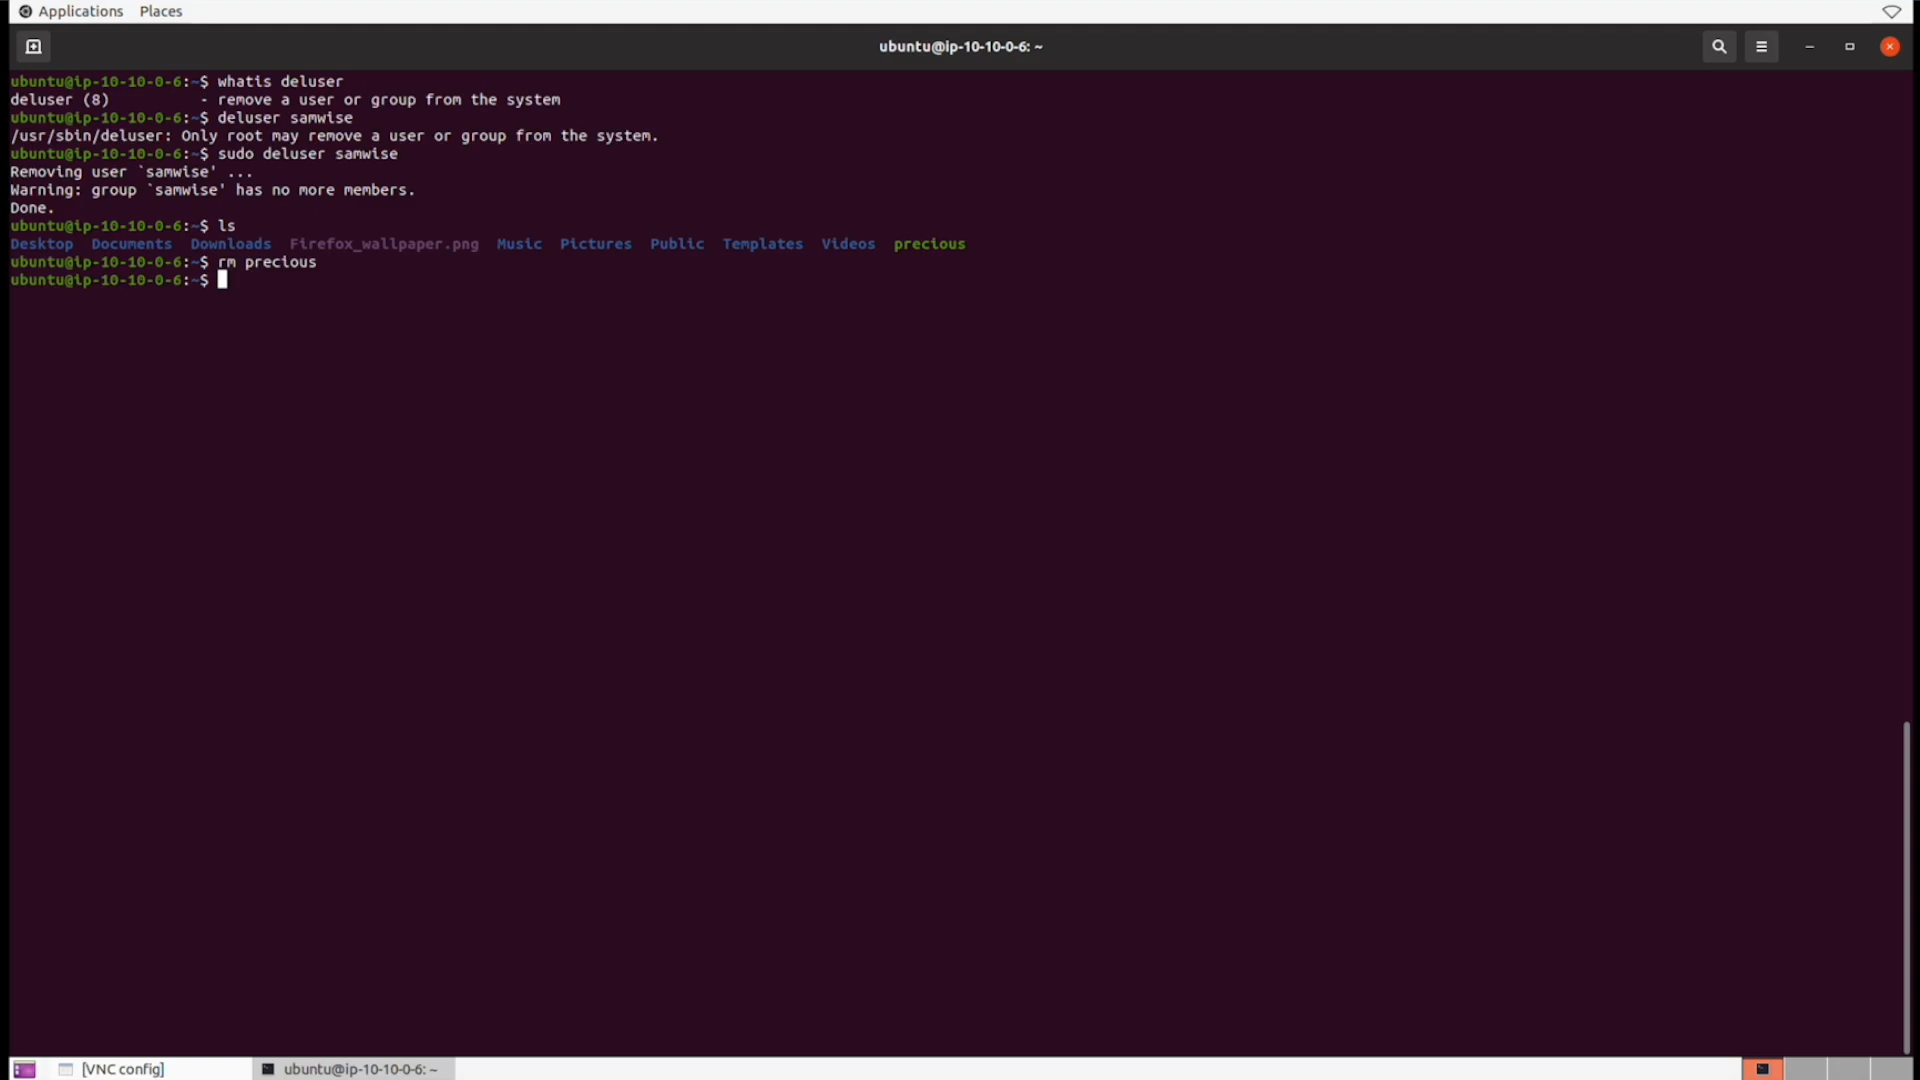 Applications Places
ubuntu@ip-10-10-0-6: ~
ubuntu@ip-10-10-0-6:~$ whatis deluser
deluser (8)          - remove a user or group from the system
ubuntu@ip-10-10-0-6:~$ deluser samwise
/usr/sbin/deluser: Only root may remove a user or group from the system.
ubuntu@ip-10-10-0-6:~$ sudo deluser samwise
Removing user `samwise' ...
Warning: group `samwise' has no more members.
Done.
ubuntu@ip-10-10-0-6:~$ ls
Desktop  Documents  Downloads  Firefox_wallpaper.png  Music  Pictures  Public  Templates  Videos  precious
ubuntu@ip-10-10-0-6:~$ rm precious
ubuntu@ip-10-10-0-6:~$
[VNC config] ubuntu@ip-10-10-0-6: ~